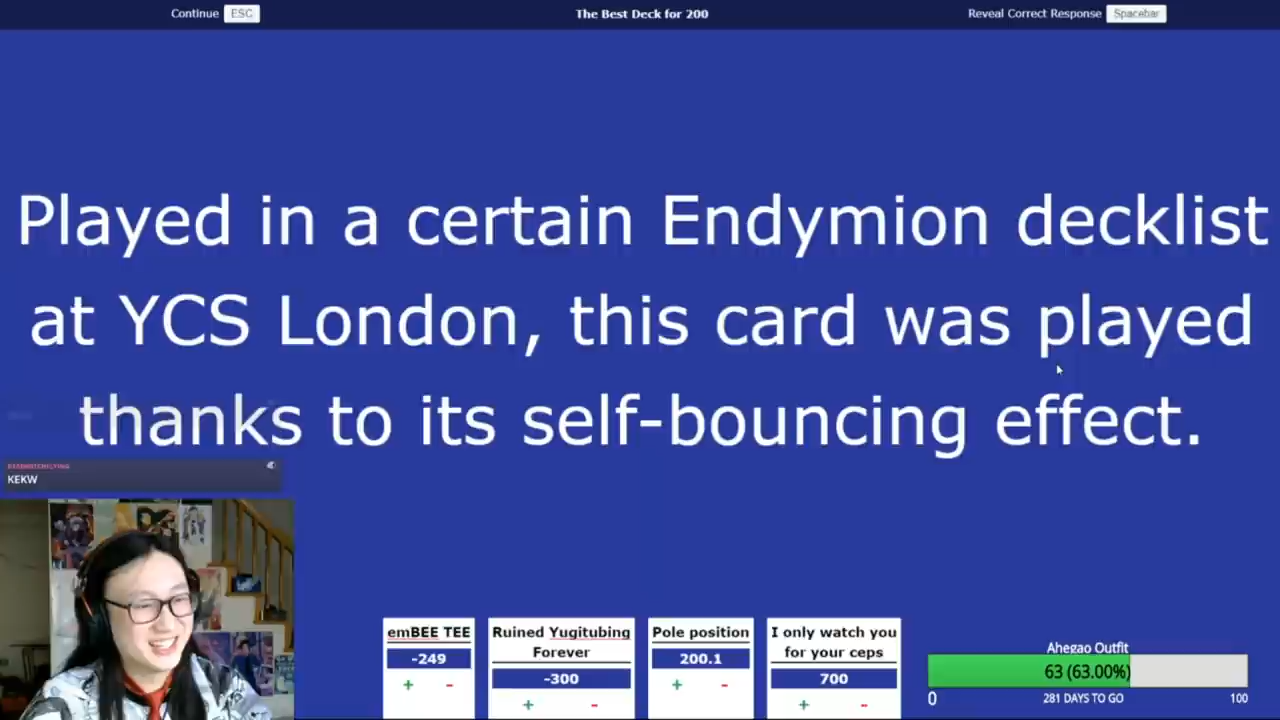 Continue ESC
The Best Deck for 200
Reveal Correct Response Spacebar
Played in a certain Endymion decklist
at YCS London, this card was played
thanks to its self-bouncing effect.
KEKW
emBEE TEE
-249
+ -
Ruined Yugitubing
Forever
-300
+ -
Pole position
200.1
+ -
I only watch you
for your ceps
700
+ -
Ahegao Outfit
63 (63.00%)
0 281 DAYS TO GO 100